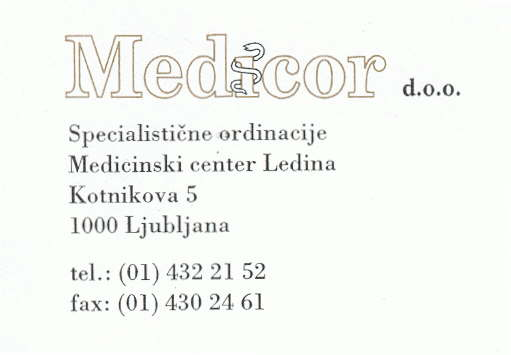 Medicor d.o.o.
Specialistične ordinacije
Medicinski center Ledina
Kotnikova 5
1000 Ljubljana
tel.: (01) 432 21 52
fax: (01) 430 24 61